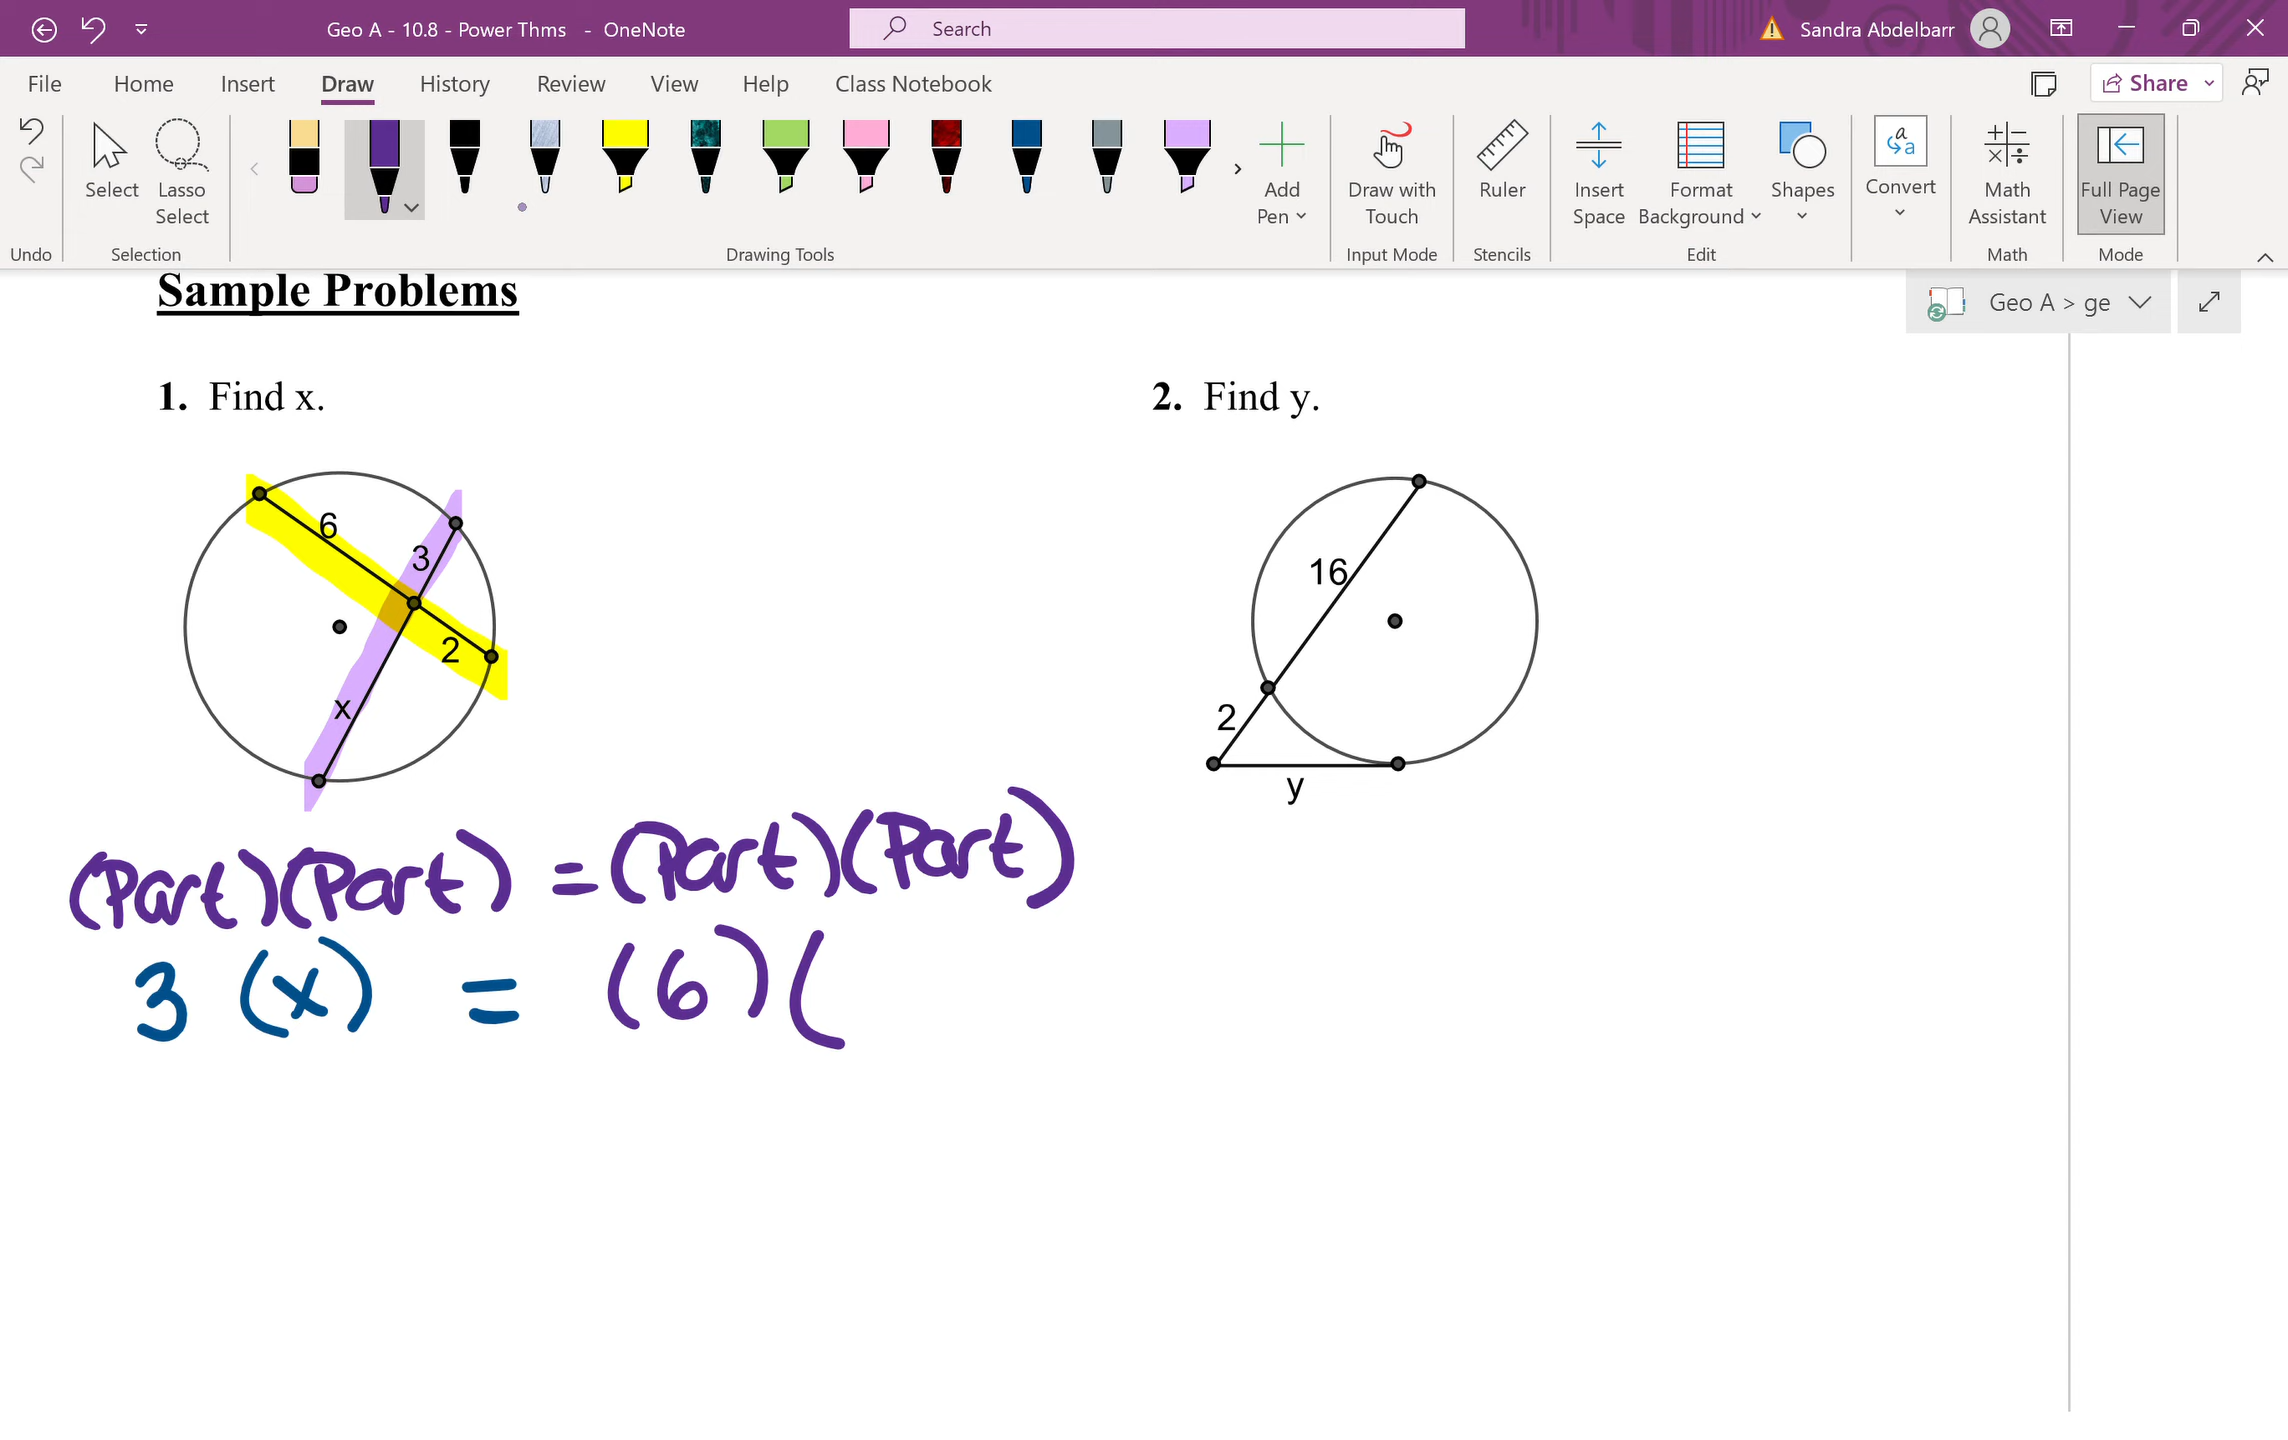 Geo A - 10.8 - Power Thms - OneNote
Search
Sandra Abdelbarr
File Home Insert Draw History Review View Help Class Notebook
Share
Select
Lasso Select
Add Pen
Draw with Touch
Ruler
Insert Space
Format Background
Shapes
Convert
Math Assistant
Full Page View
Undo Selection Drawing Tools Input Mode Stencils Edit Math Mode
Sample Problems
Geo A > ge
1. Find x.
6
3
2
x
2. Find y.
16
2
y
(Part)(Part) = (Part)(Part)
3 (x) = (6)(